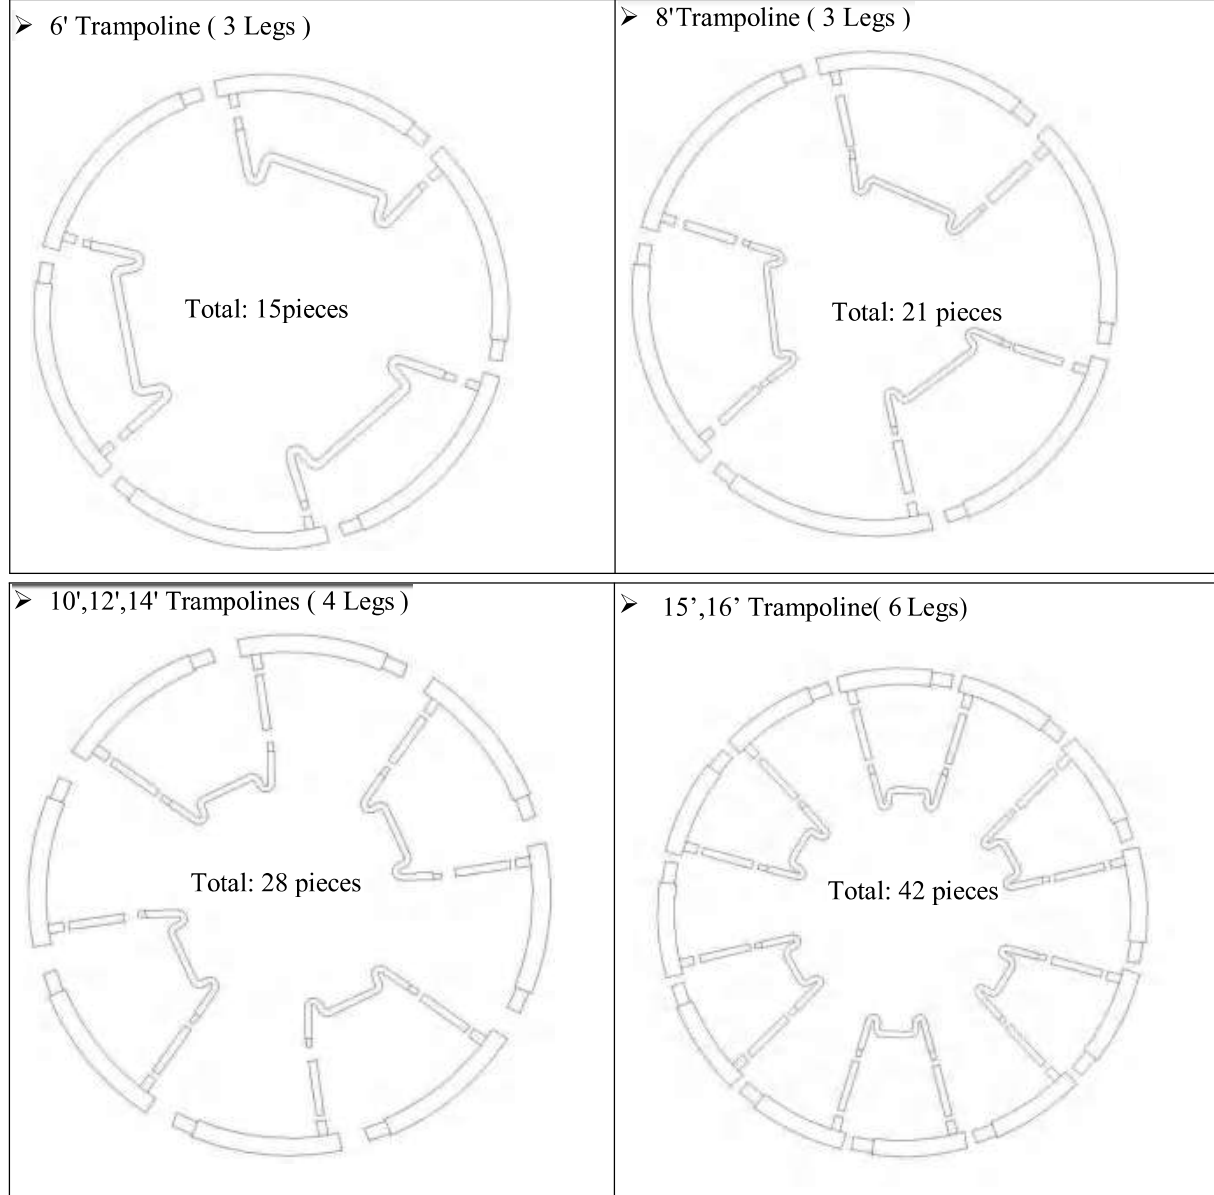 ➢ 6' Trampoline ( 3 Legs )
Total: 15pieces
➢ 8'Trampoline ( 3 Legs )
Total: 21 pieces
➢ 10',12',14' Trampolines ( 4 Legs )
Total: 28 pieces
➢ 15’,16’ Trampoline( 6 Legs)
Total: 42 pieces